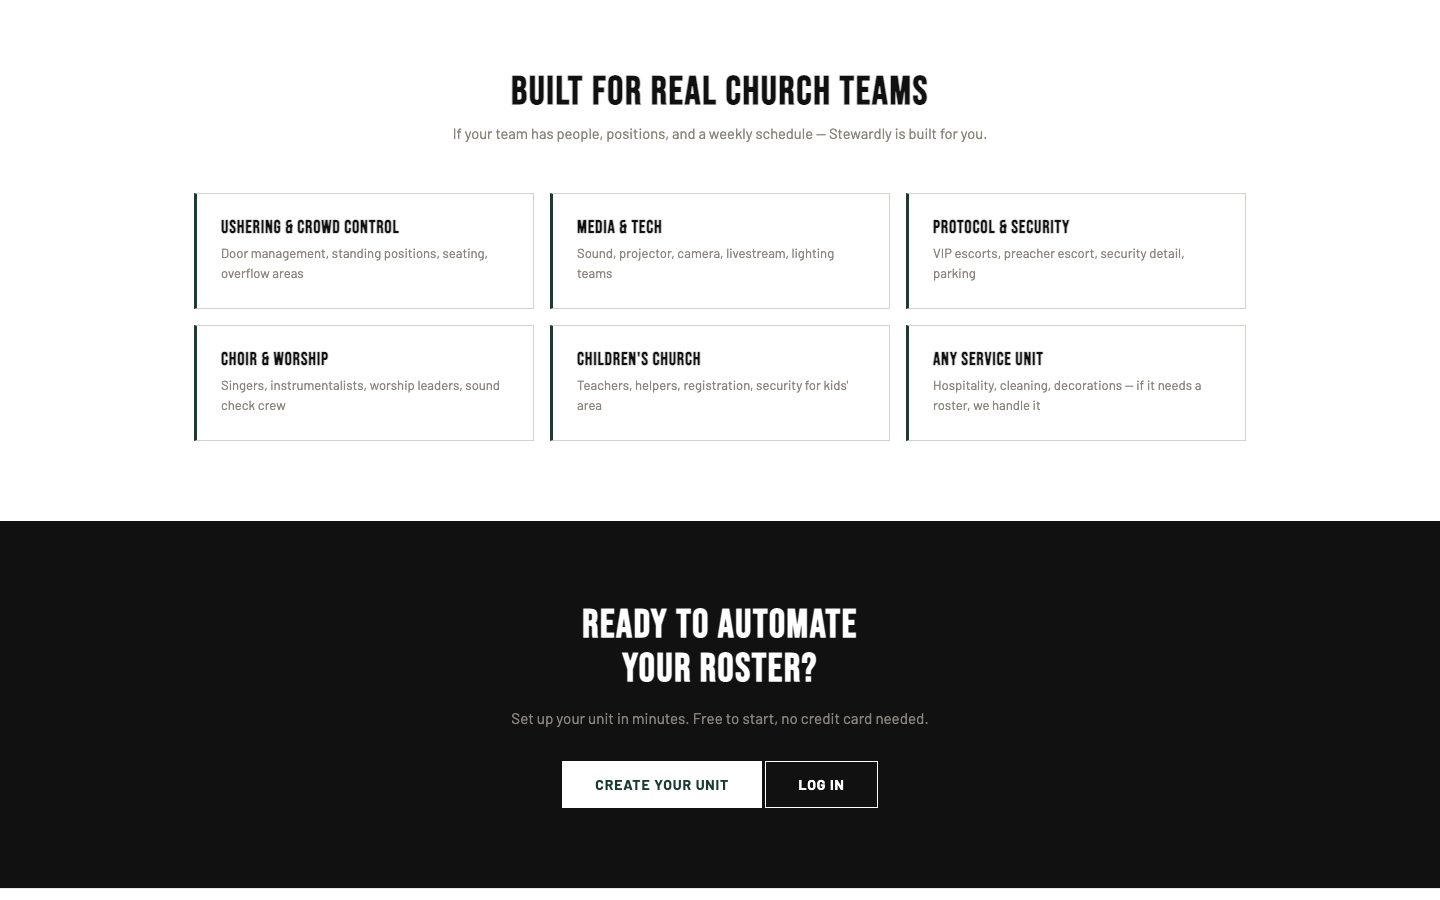 BUILT FOR REAL CHURCH TEAMS
If your team has people, positions, and a weekly schedule — Stewardly is built for you.
USHERING & CROWD CONTROL
Door management, standing positions, seating,
overflow areas
MEDIA & TECH
Sound, projector, camera, livestream, lighting
teams
PROTOCOL & SECURITY
VIP escorts, preacher escort, security detail,
parking
CHOIR & WORSHIP
Singers, instrumentalists, worship leaders, sound
check crew
CHILDREN'S CHURCH
Teachers, helpers, registration, security for kids'
area
ANY SERVICE UNIT
Hospitality, cleaning, decorations — if it needs a
roster, we handle it
READY TO AUTOMATE
YOUR ROSTER?
Set up your unit in minutes. Free to start, no credit card needed.
CREATE YOUR UNIT
LOG IN